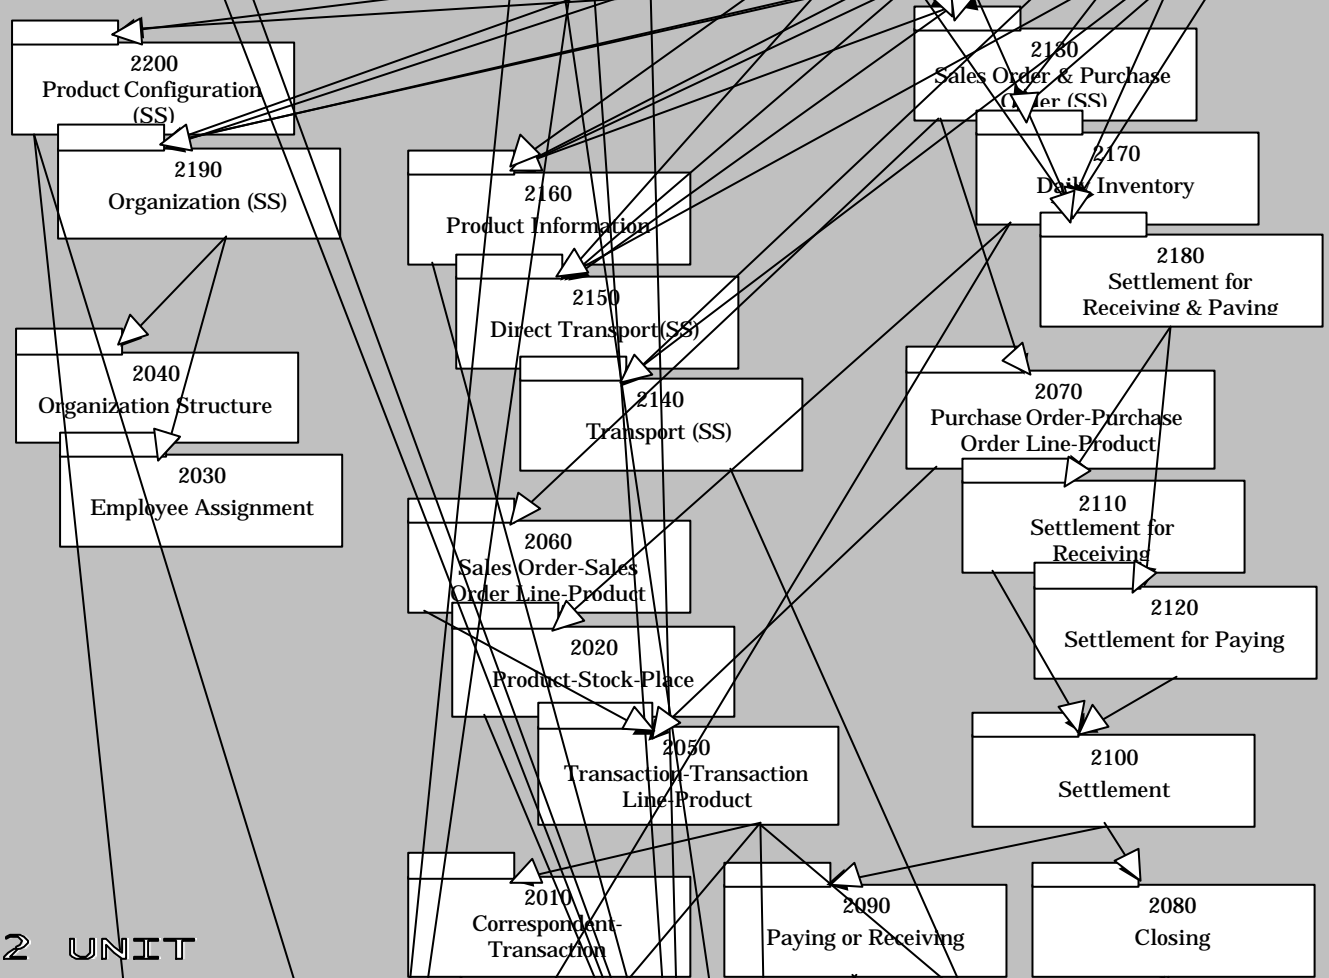 2200
Product Configuration
(SS)
2190
Organization (SS)
2040
Organization Structure
2030
Employee Assignment
2160
Product Information
2150
Direct Transport(SS)
2140
Transport (SS)
2060
Sales Order-Sales
Order Line-Product
2020
Product-Stock-Place
2050
Transaction-Transaction
Line-Product
2010
Correspondent-
Transaction
2130
Sales Order & Purchase
Order (SS)
2170
Daily Inventory
2180
Settlement for
Receiving & Paving
2070
Purchase Order-Purchase
Order Line-Product
2110
Settlement for
Receiving
2120
Settlement for Paying
2100
Settlement
2090
Paying or Receiving
2080
Closing
2 UNIT